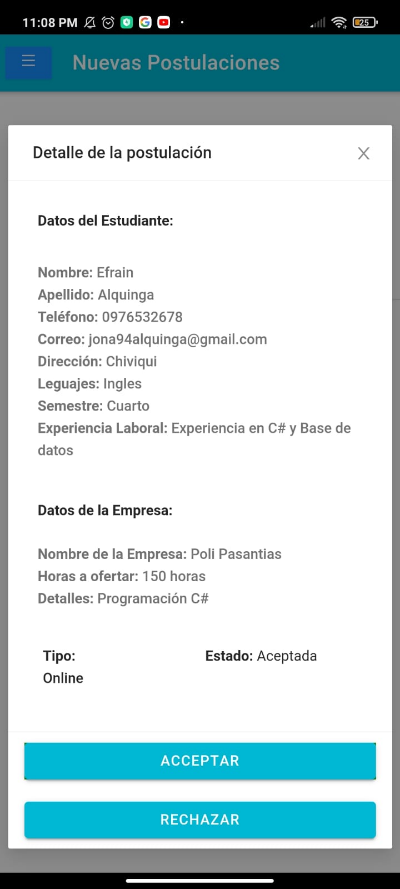 11:08 PM
25
Nuevas Postulaciones
Detalle de la postulación
Datos del Estudiante:
Nombre: Efrain
Apellido: Alquinga
Teléfono: 0976532678
Correo: jona94alquinga@gmail.com
Dirección: Chiviqui
Leguajes: Ingles
Semestre: Cuarto
Experiencia Laboral: Experiencia en C# y Base de
datos
Datos de la Empresa:
Nombre de la Empresa: Poli Pasantias
Horas a ofertar: 150 horas
Detalles: Programación C#
Tipo:
Online
Estado: Aceptada
ACCEPTAR
RECHAZAR